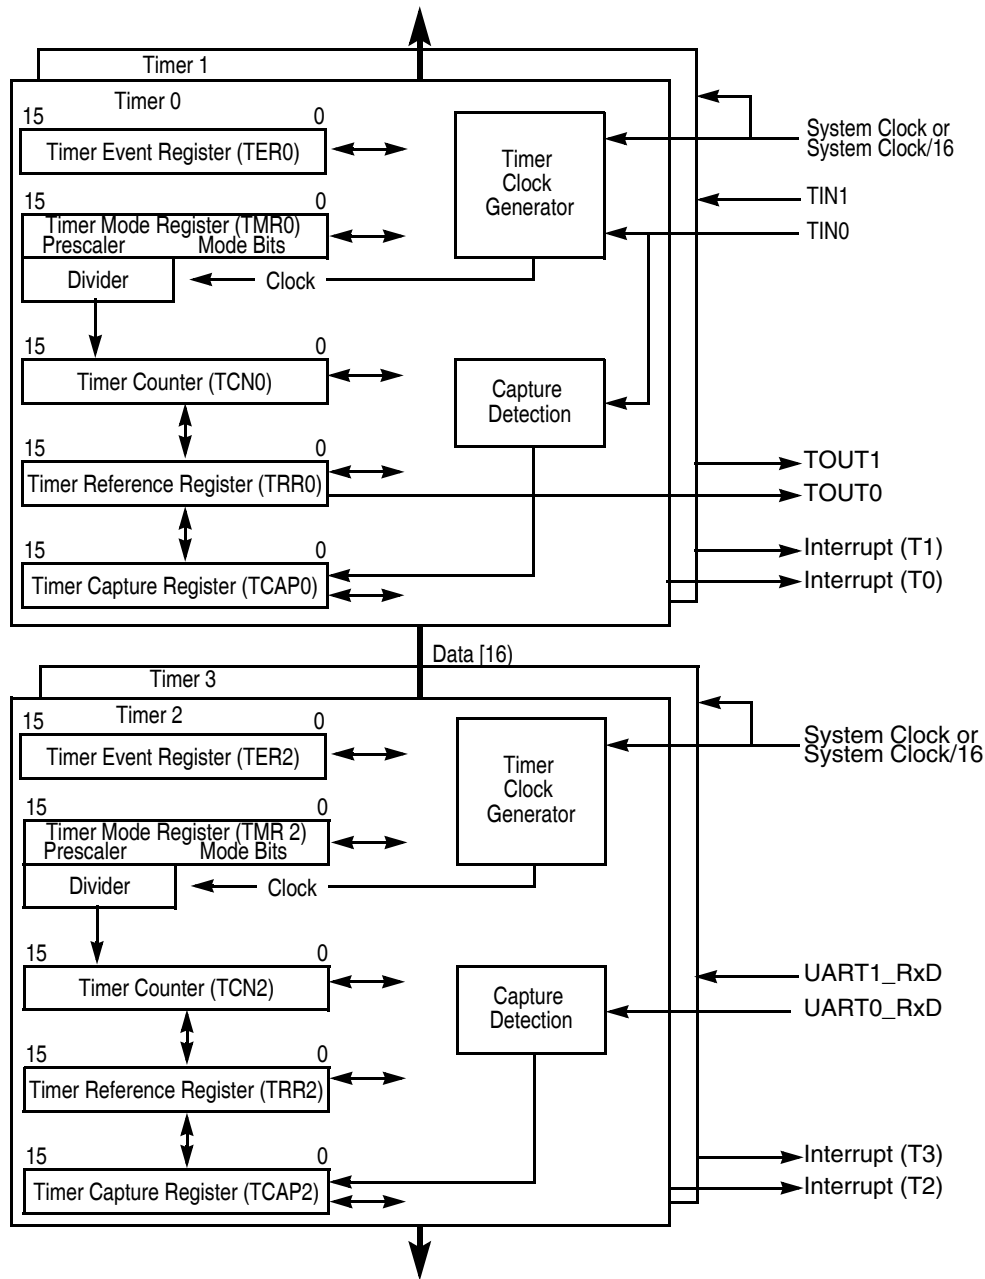 Timer 1
Timer 0
15 0
Timer Event Register (TER0)
15 0
Timer Mode Register (TMR0)
Prescaler Mode Bits
Divider
Clock
15 0
Timer Counter (TCN0)
15 0
Timer Reference Register (TRR0)
15 0
Timer Capture Register (TCAP0)
Timer
Clock
Generator
Capture
Detection
System Clock or
System Clock/16
TIN1
TIN0
TOUT1
TOUT0
Interrupt (T1)
Interrupt (T0)
Data [16)
Timer 3
Timer 2
15 0
Timer Event Register (TER2)
15 0
Timer Mode Register (TMR 2)
Prescaler Mode Bits
Divider
Clock
15 0
Timer Counter (TCN2)
15 0
Timer Reference Register (TRR2)
15 0
Timer Capture Register (TCAP2)
Timer
Clock
Generator
Capture
Detection
System Clock or
System Clock/16
UART1_RxD
UART0_RxD
Interrupt (T3)
Interrupt (T2)